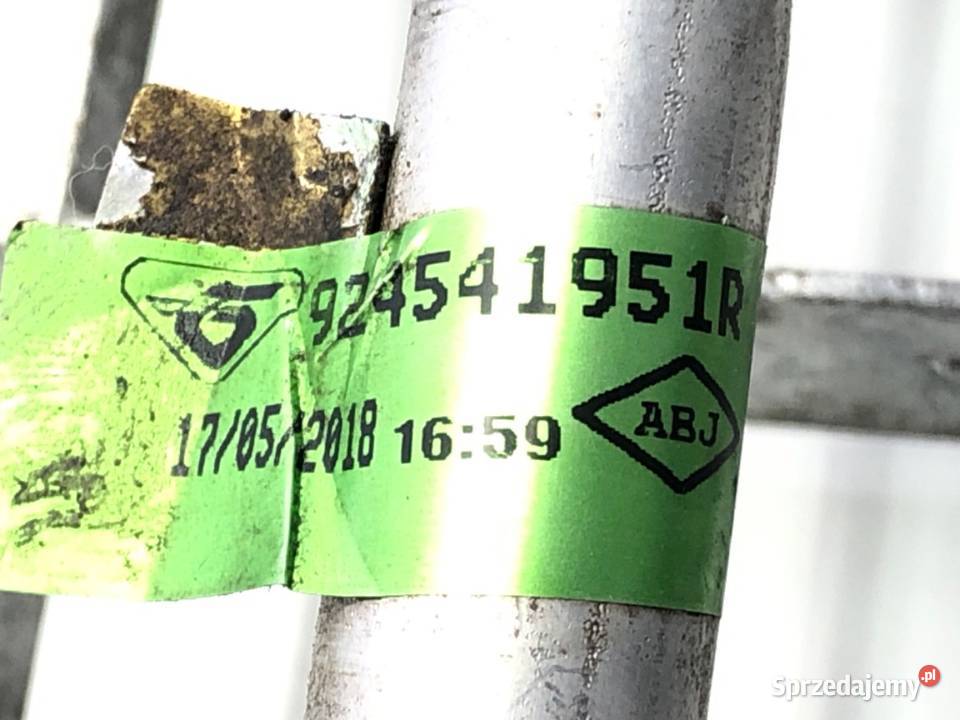 924541951R
17/05/2018 16:59
ABJ
Sprzedajemy.pl